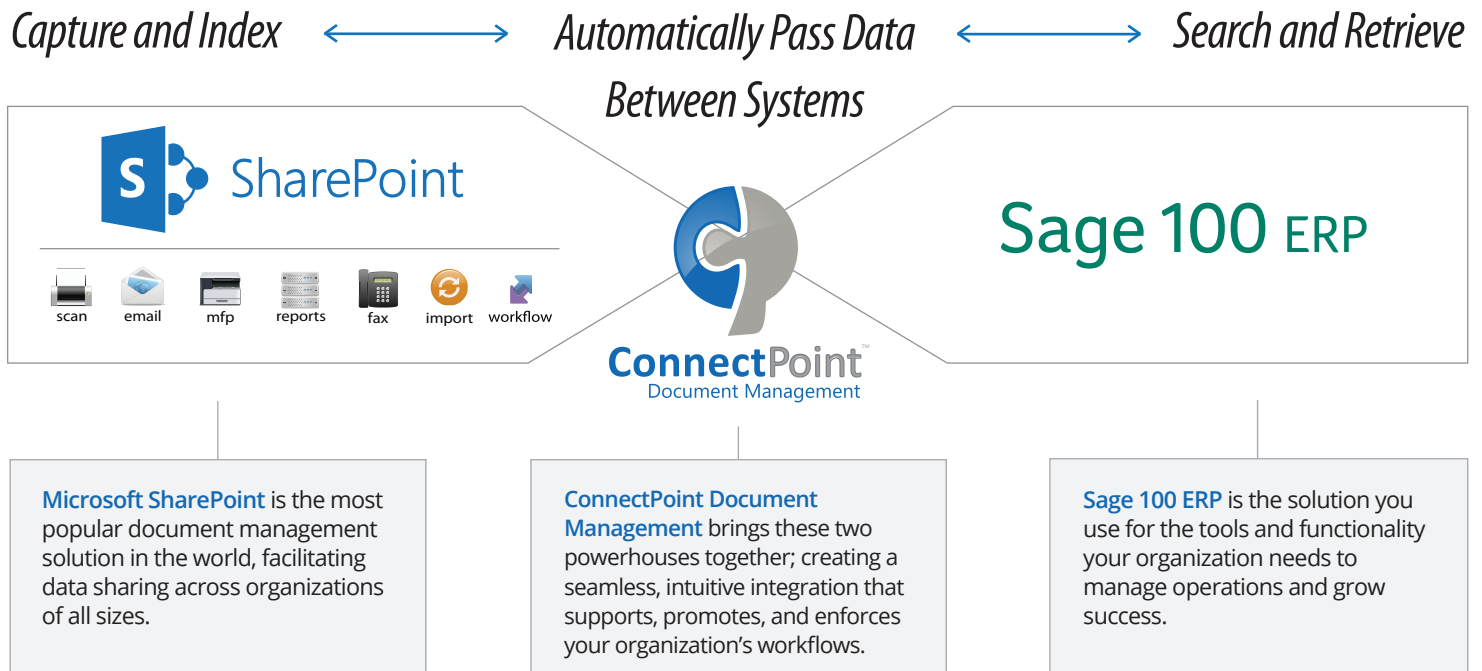 Capture and Index
Automatically Pass Data
Between Systems
Search and Retrieve
S
SharePoint
scan
email
mfp
reports
fax
import
workflow
ConnectPoint™
Document Management
Sage 100 ERP
Microsoft SharePoint is the most
popular document management
solution in the world, facilitating
data sharing across organizations
of all sizes.
ConnectPoint Document
Management brings these two
powerhouses together; creating a
seamless, intuitive integration that
supports, promotes, and enforces
your organization’s workflows.
Sage 100 ERP is the solution you
use for the tools and functionality
your organization needs to
manage operations and grow
success.